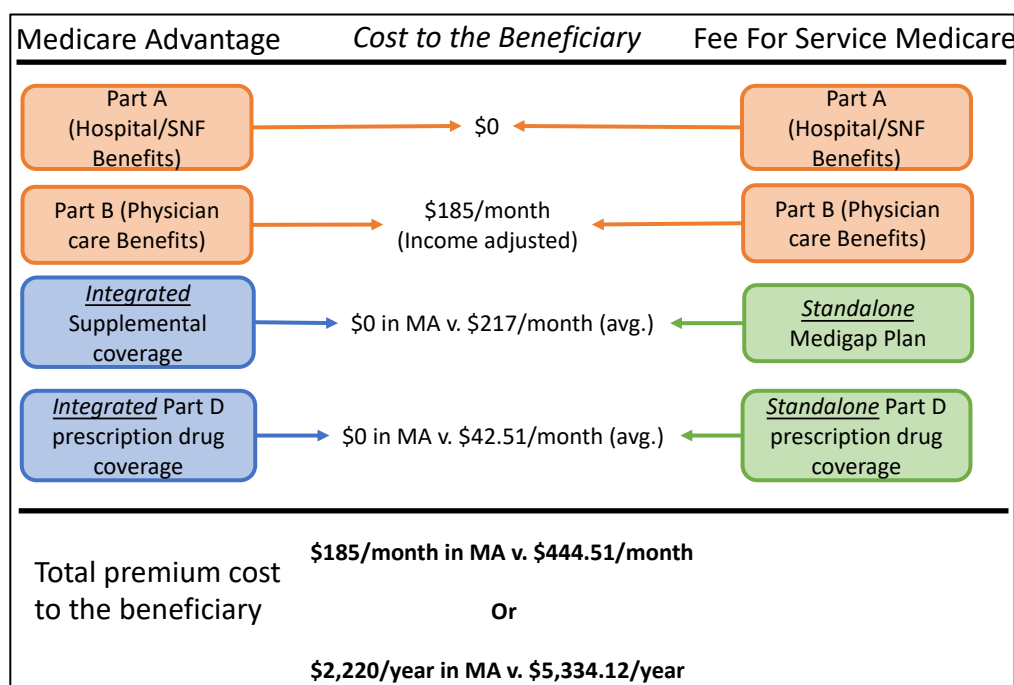 Medicare Advantage
Cost to the Beneficiary
Fee For Service Medicare
Part A
(Hospital/SNF
Benefits)
$0
Part A
(Hospital/SNF
Benefits)
Part B (Physician
care Benefits)
$185/month
(Income adjusted)
Part B (Physician
care Benefits)
Integrated
Supplemental
coverage
$0 in MA v. $217/month (avg.)
Standalone
Medigap Plan
Integrated Part D
prescription drug
coverage
$0 in MA v. $42.51/month (avg.)
Standalone Part D
prescription drug
coverage
Total premium cost
to the beneficiary
$185/month in MA v. $444.51/month
Or
$2,220/year in MA v. $5,334.12/year